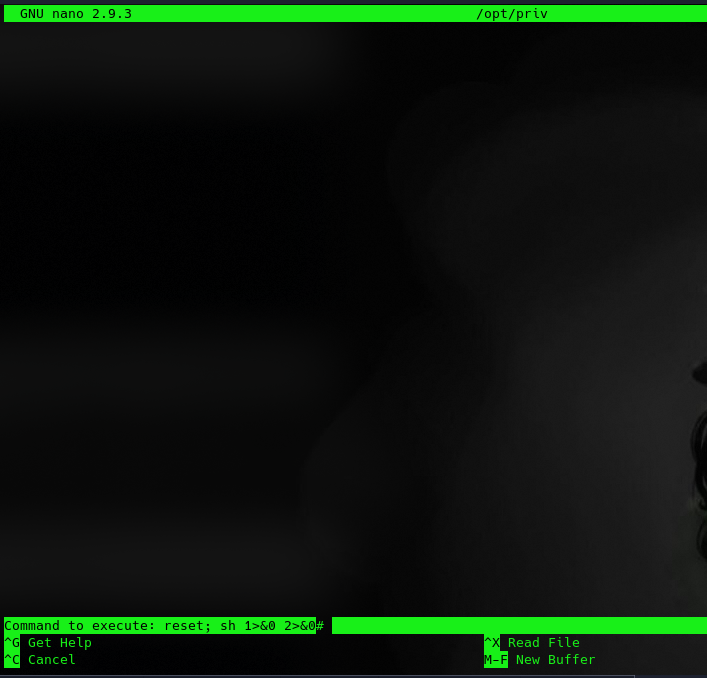 GNU nano 2.9.3 /opt/priv
Command to execute: reset; sh 1>&0 2>&0#
^G Get Help ^X Read File
^C Cancel M-F New Buffer